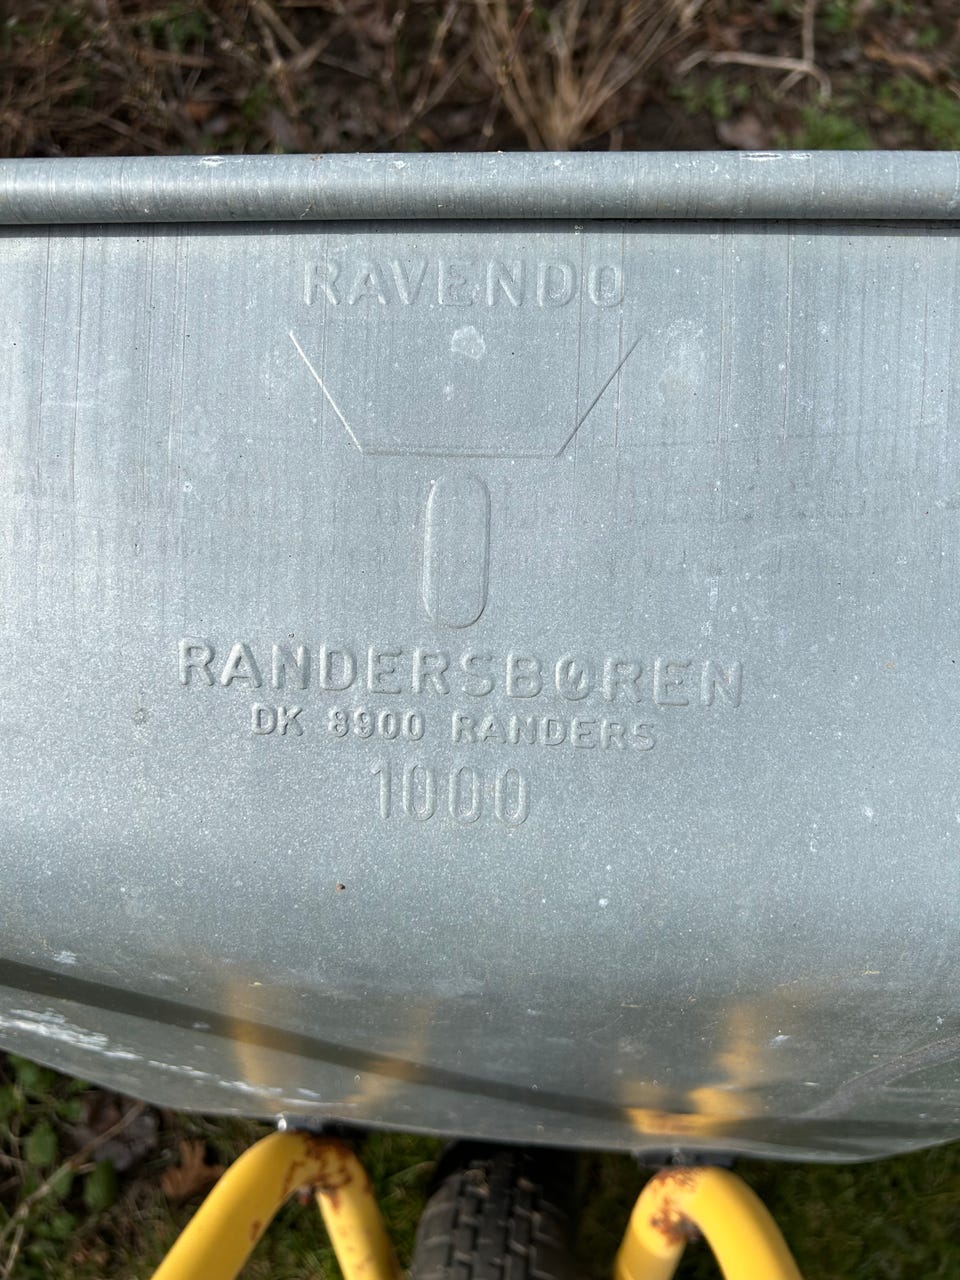 RAVENDO
RANDERSBØREN
DK 8900 RANDERS
1000